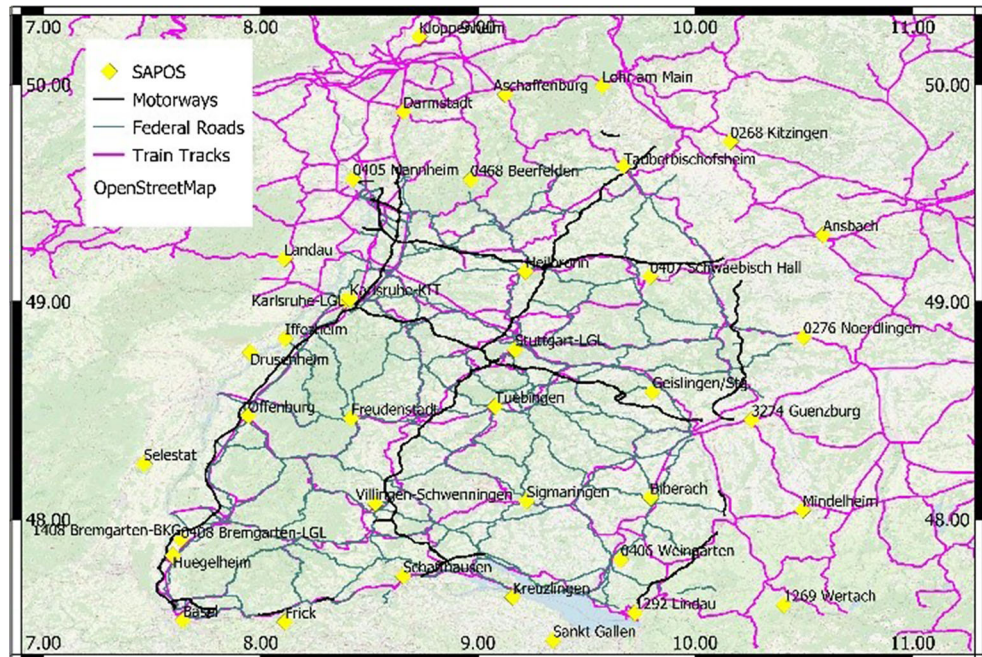 7.00 8.00 9.00 10.00 11.00
Kloppenheim
50.00 50.00
SAPOS
Motorways
Federal Roads
Train Tracks
OpenStreetMap
Lohr am Main
Aschaffenburg
Darmstadt
0268 Kitzingen
Tauberbischofsheim
0405 Mannheim
0468 Beerfelden
Ansbach
Landau
Heilbronn
0407 Schwaebisch Hall
Karlsruhe-KIT
49.00 Karlsruhe-LGL 49.00
Iffezheim
0276 Noerdlingen
Stuttgart-LGL
Drusenheim
Geislingen/Stg
Tuebingen
Offenburg
Freudenstadt
3274 Guenzburg
Selestat
Villingen-Schwenningen
Sigmaringen
Biberach
Mindelheim
48.00 48.00
1408 Bremgarten-BKG
0408 Bremgarten-LGL
Huegelheim
0406 Weingarten
Schaffhausen
Kreuzlingen
1269 Wertach
1292 Lindau
Basel
Frick
Sankt Gallen
7.00 8.00 9.00 10.00 11.00